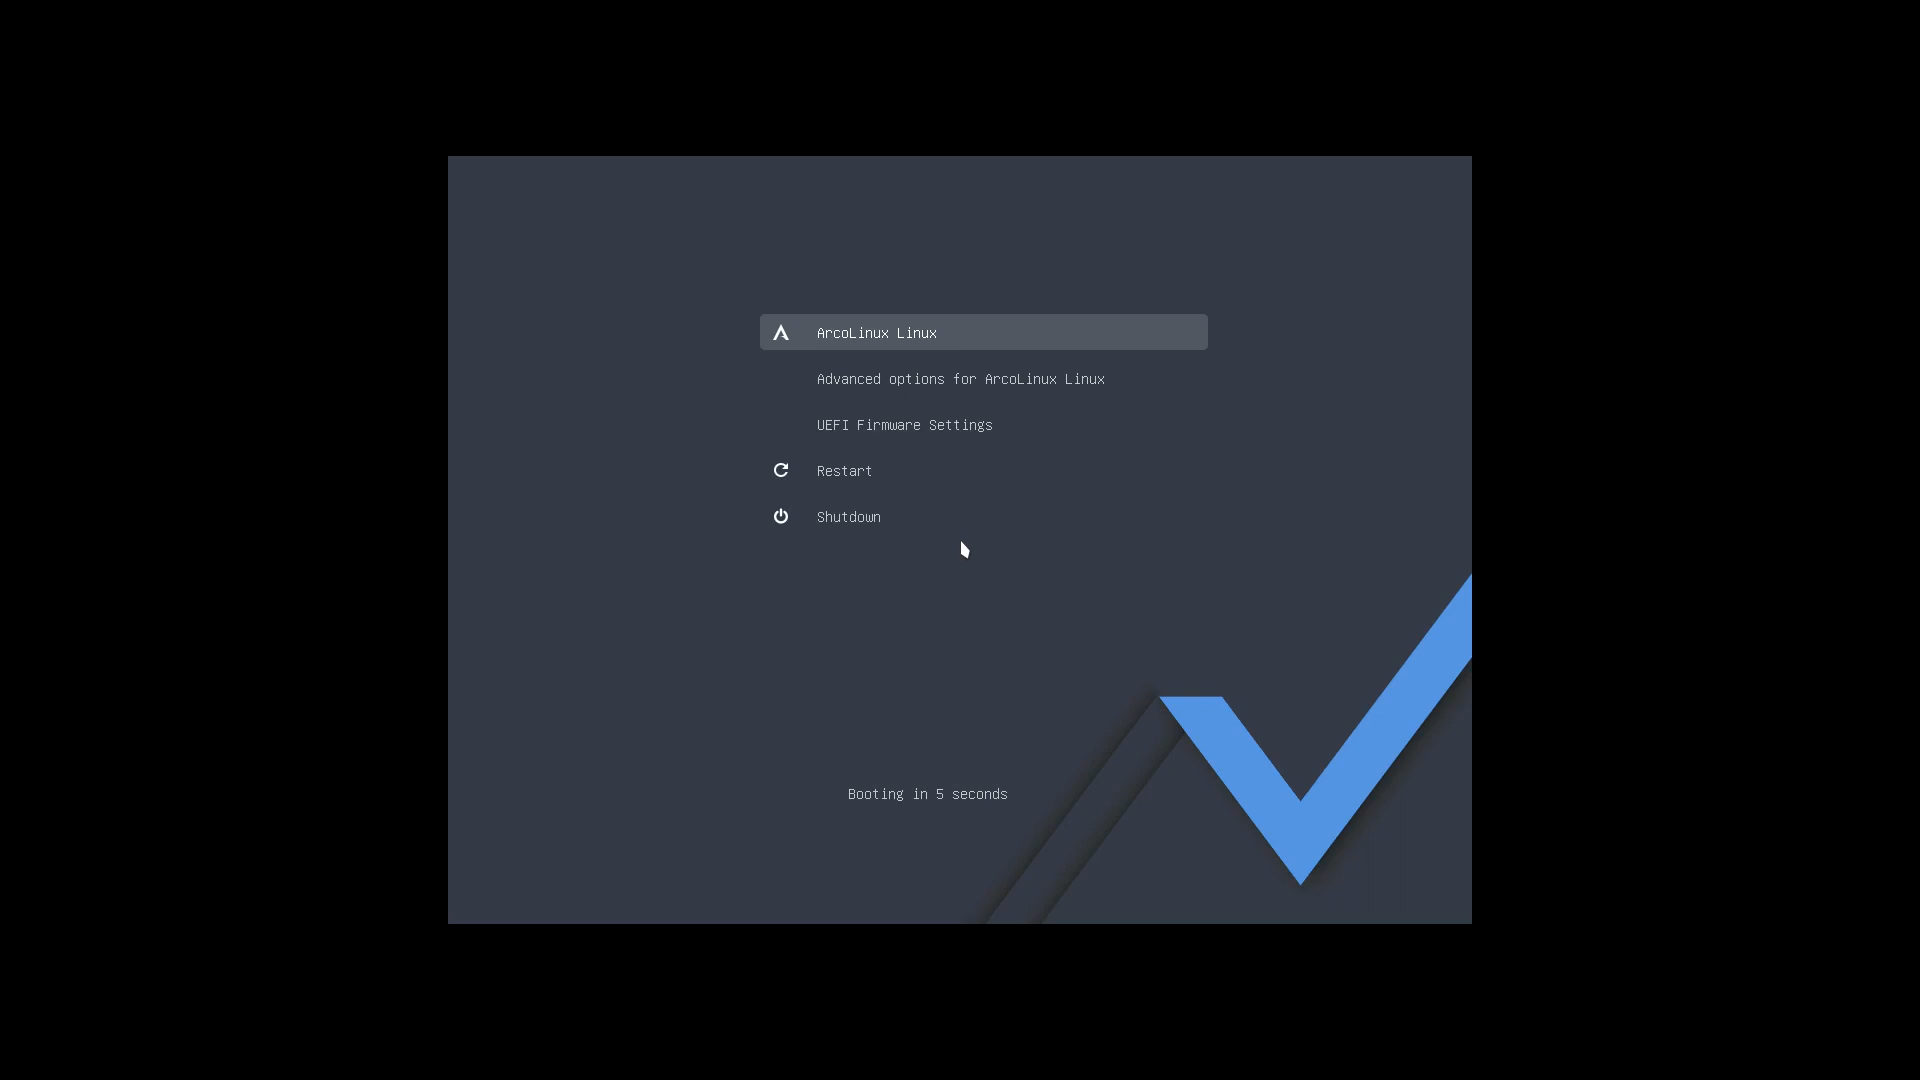 ArcoLinux Linux
Advanced options for ArcoLinux Linux
UEFI Firmware Settings
Restart
Shutdown
Booting in 5 seconds